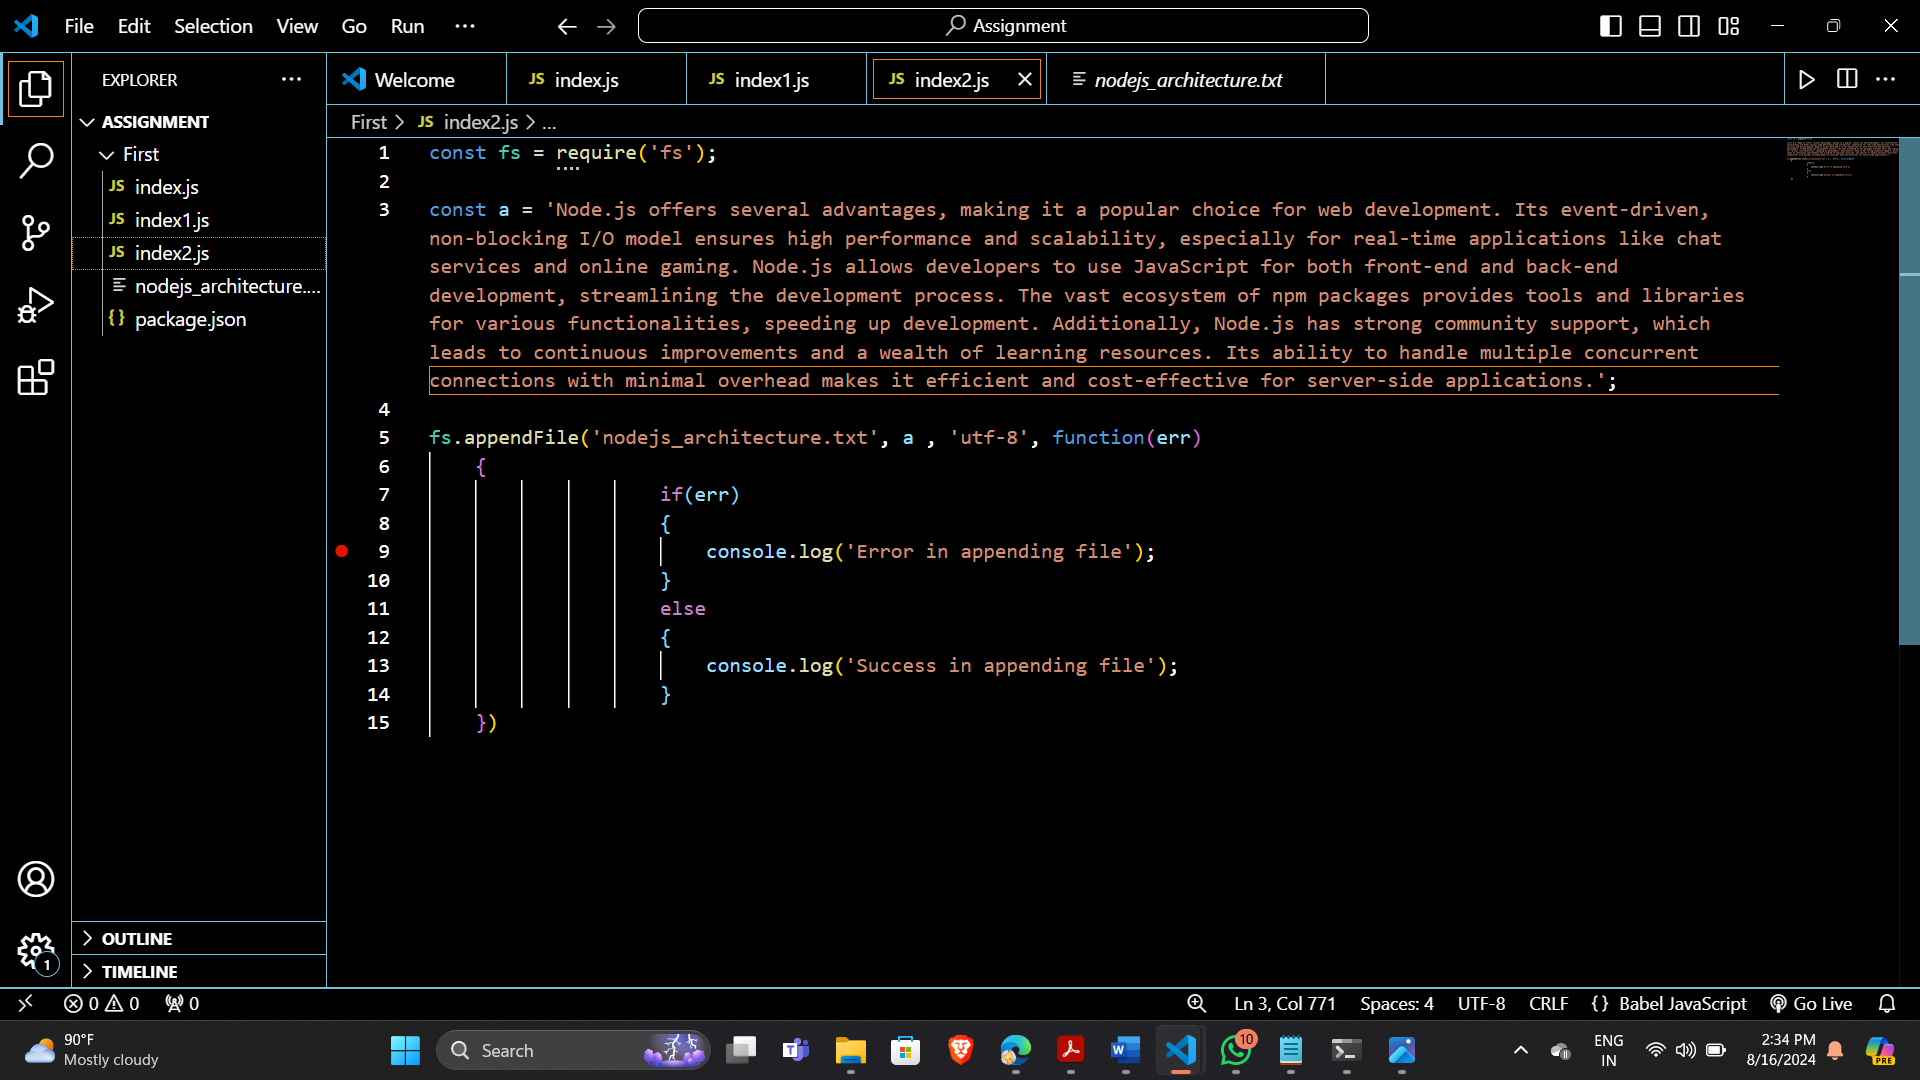 File Edit Selection View Go Run ··· Assignment
EXPLORER ···
Welcome
JS index.js
JS index1.js
JS index2.js
nodejs_architecture.txt
ASSIGNMENT
First
JS index.js
JS index1.js
JS index2.js
nodejs_architecture....
{} package.json
OUTLINE
TIMELINE
1
First > JS index2.js > ...
1 const fs = require('fs');
2
3 const a = 'Node.js offers several advantages, making it a popular choice for web development. Its event-driven,
non-blocking I/O model ensures high performance and scalability, especially for real-time applications like chat
services and online gaming. Node.js allows developers to use JavaScript for both front-end and back-end
development, streamlining the development process. The vast ecosystem of npm packages provides tools and libraries
for various functionalities, speeding up development. Additionally, Node.js has strong community support, which
leads to continuous improvements and a wealth of learning resources. Its ability to handle multiple concurrent
connections with minimal overhead makes it efficient and cost-effective for server-side applications.';
4
5 fs.appendFile('nodejs_architecture.txt', a , 'utf-8', function(err)
6 {
7 if(err)
8 {
9 console.log('Error in appending file');
10 }
11 else
12 {
13 console.log('Success in appending file');
14 }
15 })
0 0 0
Ln 3, Col 771 Spaces: 4 UTF-8 CRLF {} Babel JavaScript Go Live
90°F
Mostly cloudy
Search
10
ENG
IN
2:34 PM
8/16/2024
PRE